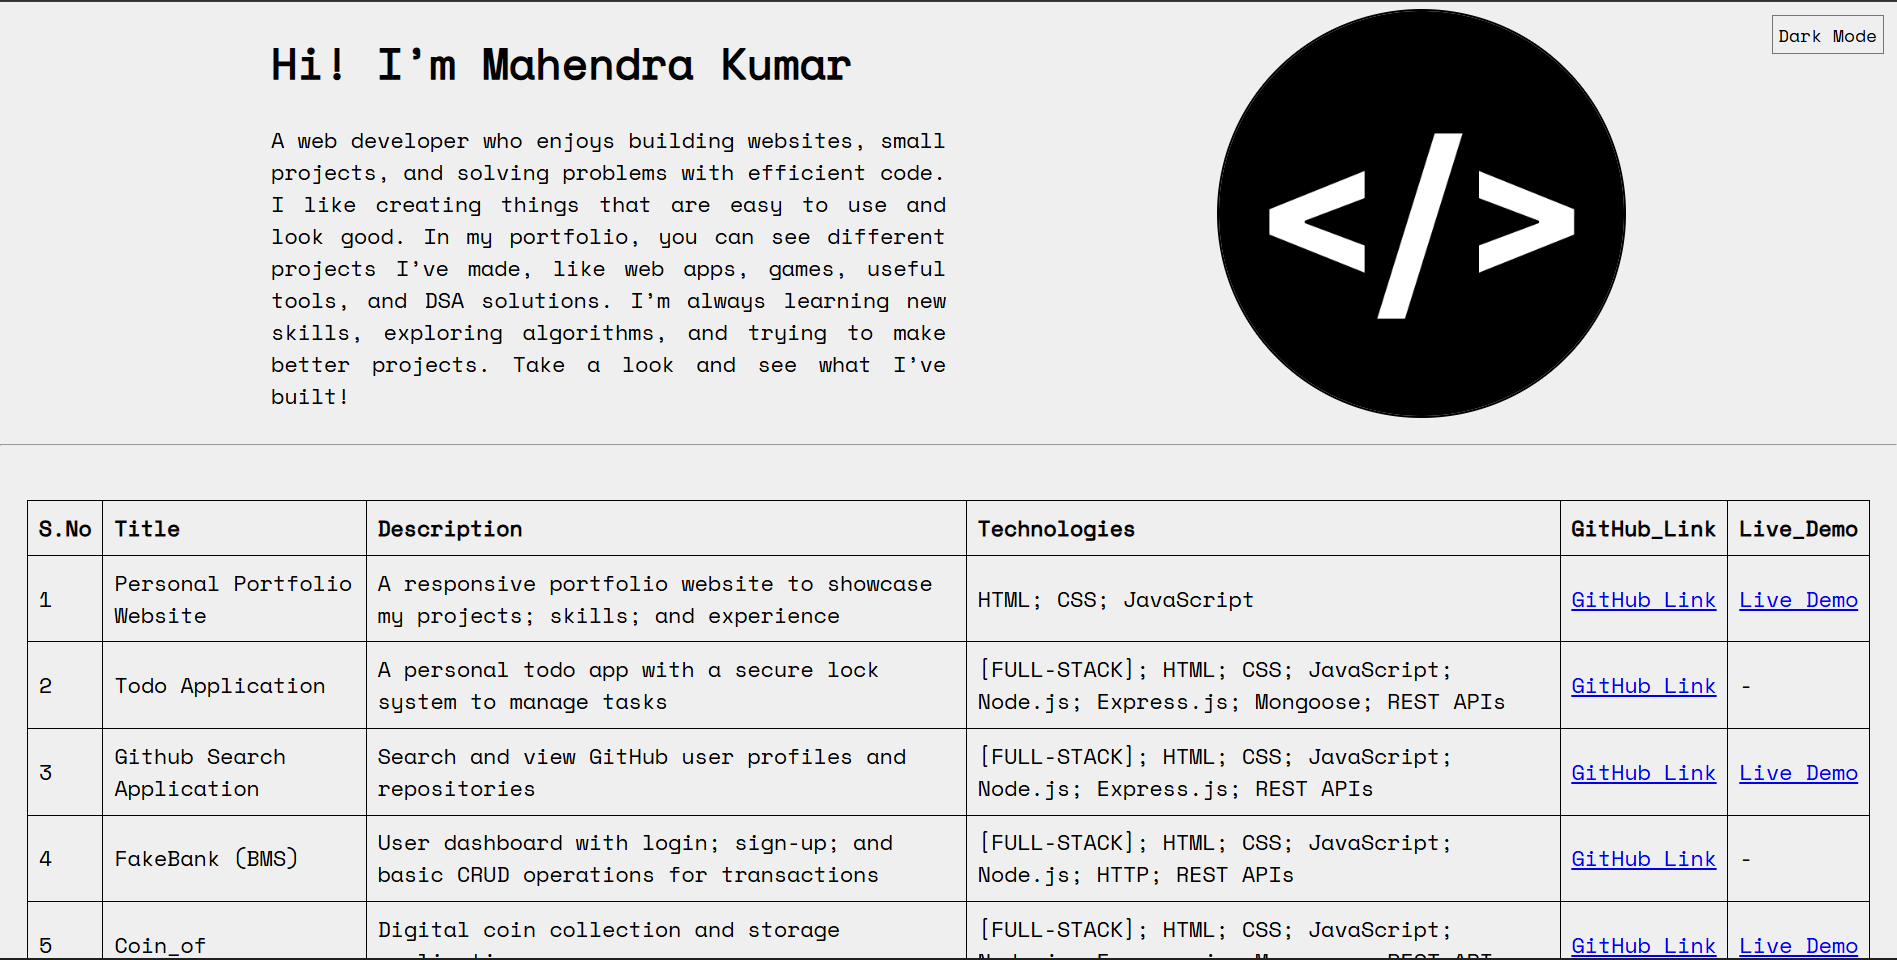 Dark Mode
Hi! I'm Mahendra Kumar
A web developer who enjoys building websites, small
projects, and solving problems with efficient code.
I like creating things that are easy to use and
look good. In my portfolio, you can see different
projects I've made, like web apps, games, useful
tools, and DSA solutions. I'm always learning new
skills, exploring algorithms, and trying to make
better projects. Take a look and see what I've
built!
</>
S.No Title Description Technologies GitHub_Link Live_Demo
1
Personal Portfolio
Website
A responsive portfolio website to showcase
my projects; skills; and experience
HTML; CSS; JavaScript
GitHub Link
Live Demo
2
Todo Application
A personal todo app with a secure lock
system to manage tasks
[FULL-STACK]; HTML; CSS; JavaScript;
Node.js; Express.js; Mongoose; REST APIs
GitHub Link
-
3
Github Search
Application
Search and view GitHub user profiles and
repositories
[FULL-STACK]; HTML; CSS; JavaScript;
Node.js; Express.js; REST APIs
GitHub Link
Live Demo
4
FakeBank (BMS)
User dashboard with login; sign-up; and
basic CRUD operations for transactions
[FULL-STACK]; HTML; CSS; JavaScript;
Node.js; HTTP; REST APIs
GitHub Link
-
5
Coin_of
Digital coin collection and storage
[FULL-STACK]; HTML; CSS; JavaScript;
GitHub Link
Live Demo